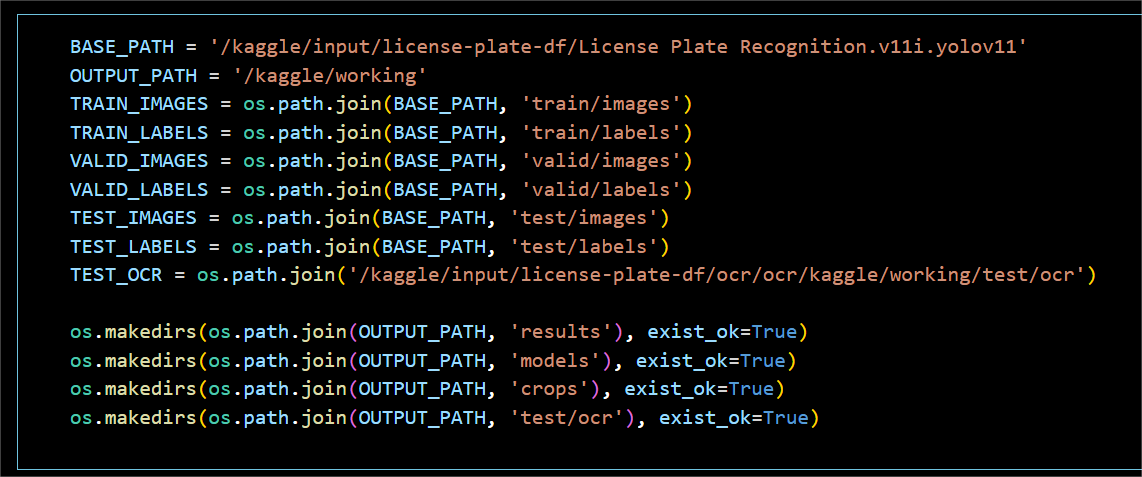 BASE_PATH = '/kaggle/input/license-plate-df/License Plate Recognition.v11i.yolov11'
OUTPUT_PATH = '/kaggle/working'
TRAIN_IMAGES = os.path.join(BASE_PATH, 'train/images')
TRAIN_LABELS = os.path.join(BASE_PATH, 'train/labels')
VALID_IMAGES = os.path.join(BASE_PATH, 'valid/images')
VALID_LABELS = os.path.join(BASE_PATH, 'valid/labels')
TEST_IMAGES = os.path.join(BASE_PATH, 'test/images')
TEST_LABELS = os.path.join(BASE_PATH, 'test/labels')
TEST_OCR = os.path.join('/kaggle/input/license-plate-df/ocr/ocr/kaggle/working/test/ocr')

os.makedirs(os.path.join(OUTPUT_PATH, 'results'), exist_ok=True)
os.makedirs(os.path.join(OUTPUT_PATH, 'models'), exist_ok=True)
os.makedirs(os.path.join(OUTPUT_PATH, 'crops'), exist_ok=True)
os.makedirs(os.path.join(OUTPUT_PATH, 'test/ocr'), exist_ok=True)